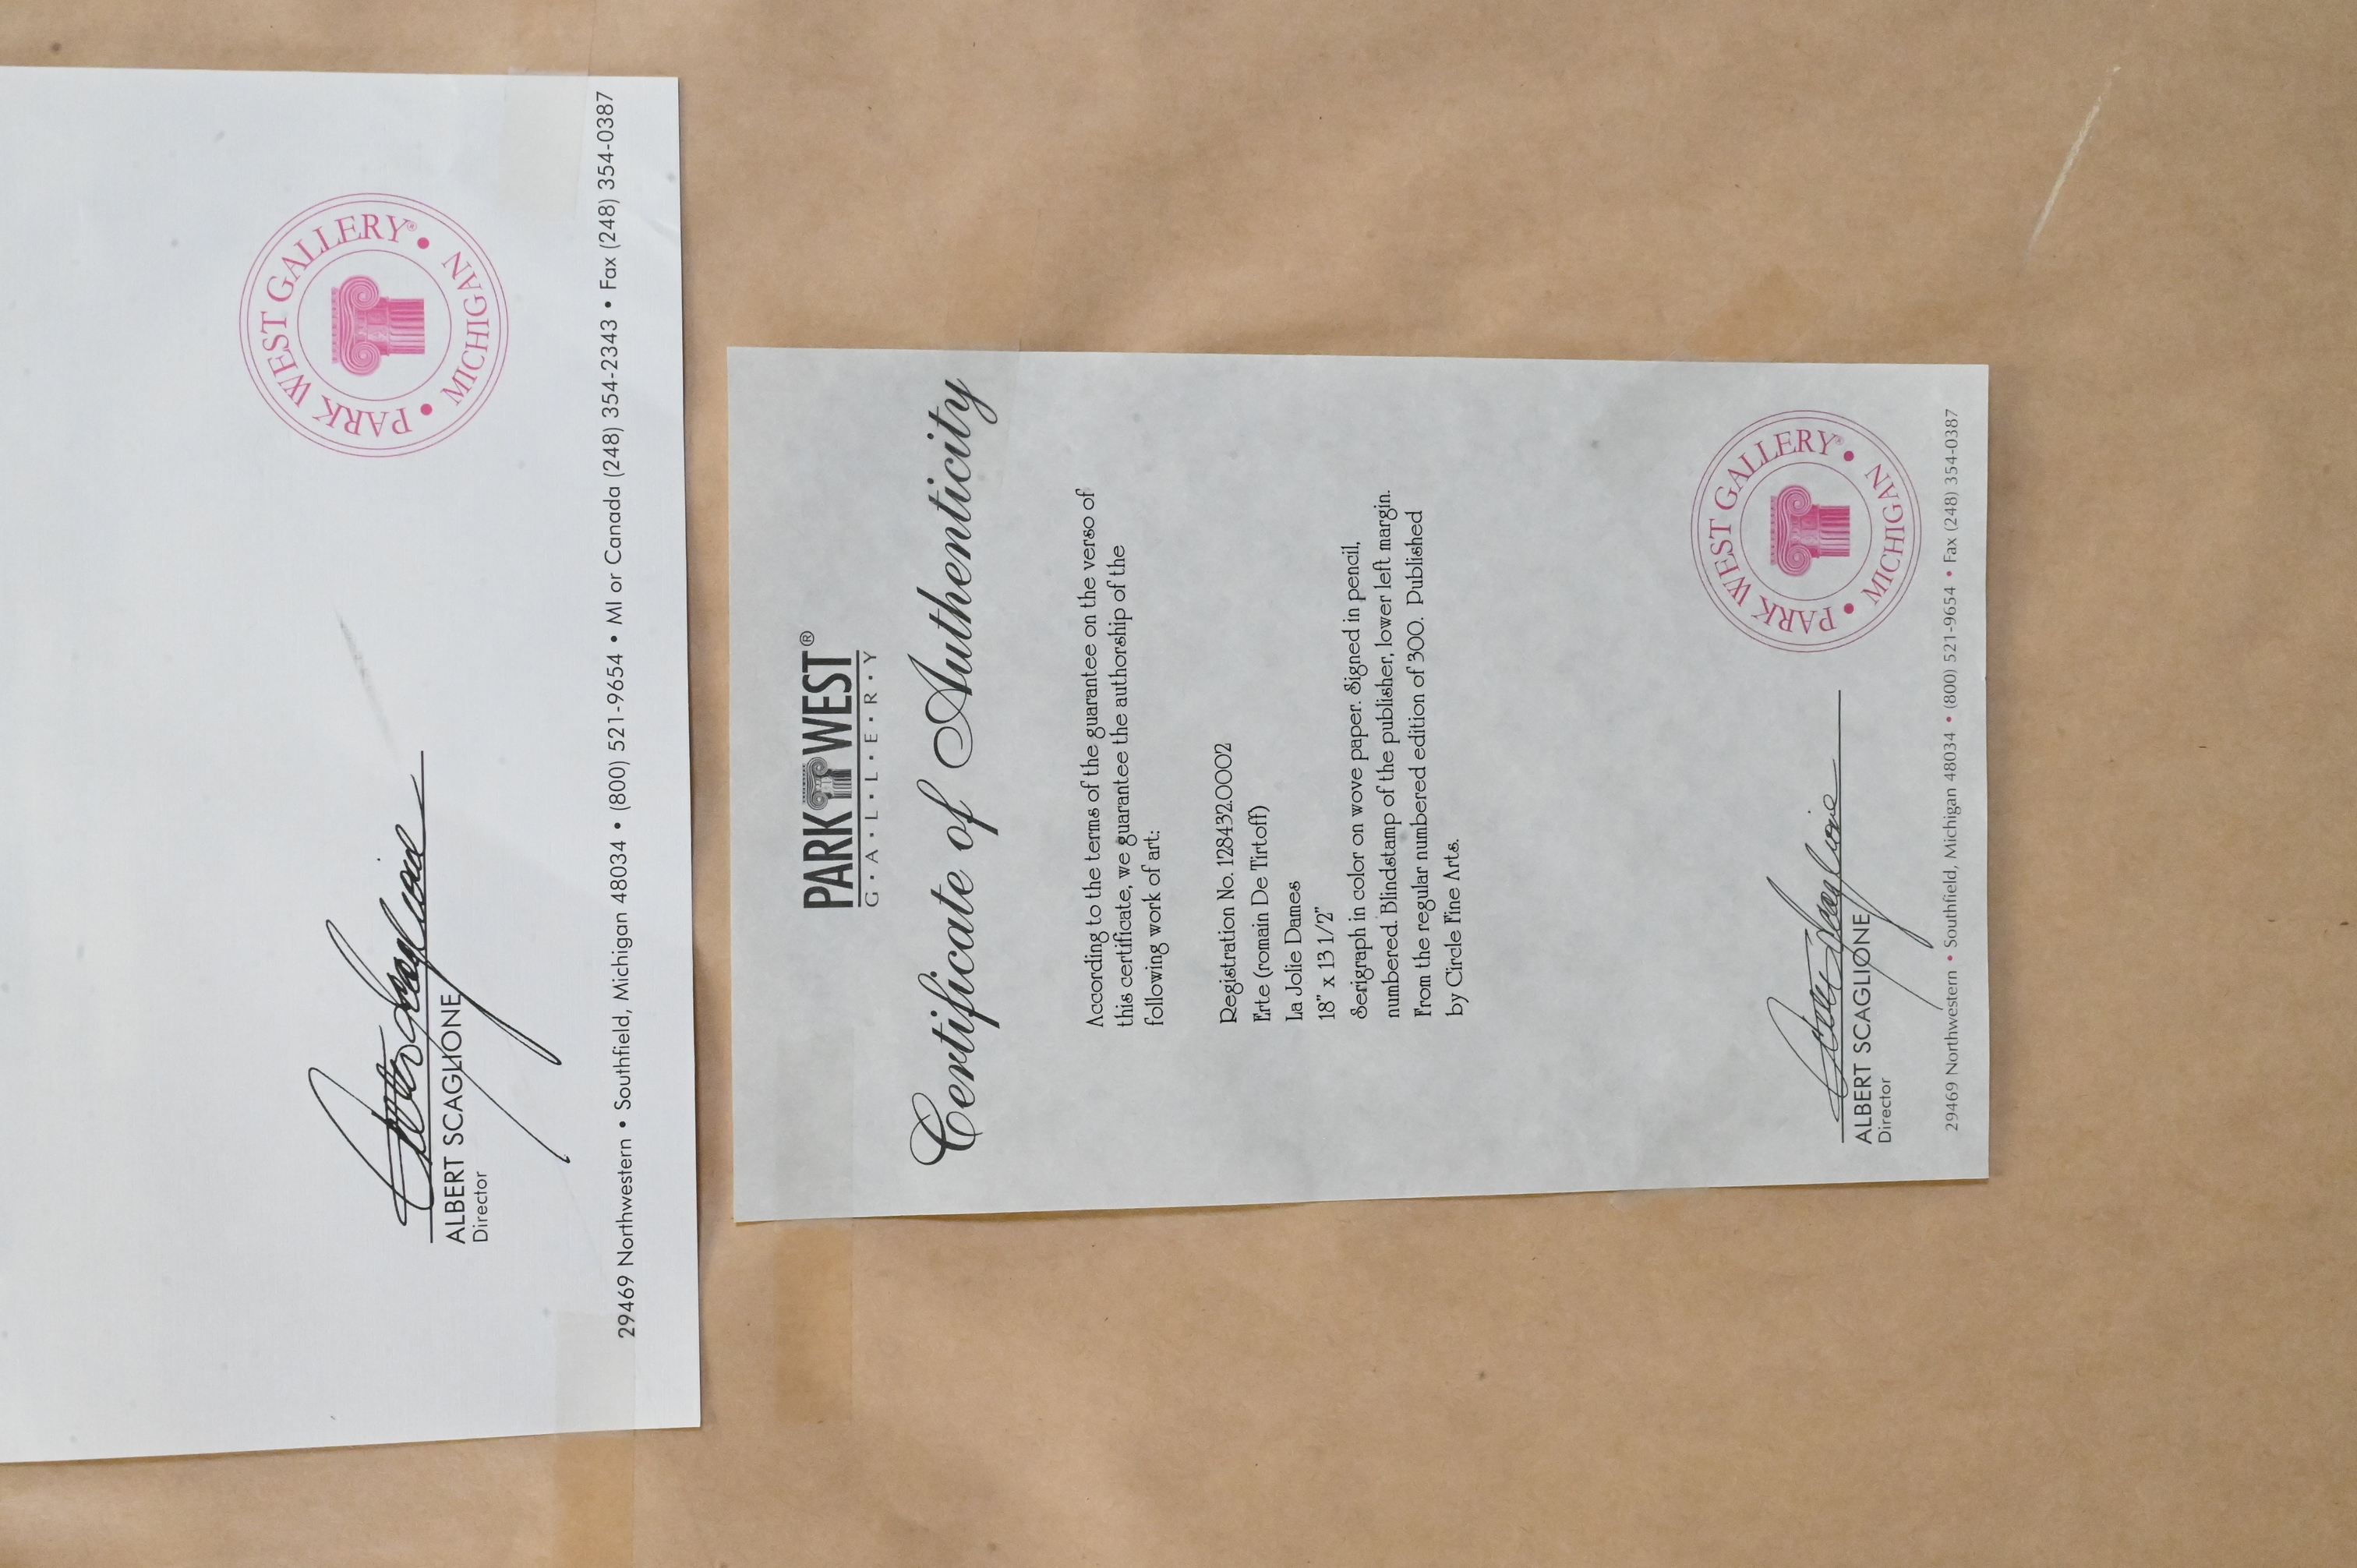 PARK WEST GALLERY®
MICHIGAN
ALBERT SCAGLIONE
Director
29469 Northwestern • Southfield, Michigan 48034 • (800) 521-9654 • MI or Canada (248) 354-2343 • Fax (248) 354-0387
PARK WEST®
G·A·L·L·E·R·Y
Certificate of Authenticity
According to the terms of the guarantee on the verso of
this certificate, we guarantee the authorship of the
following work of art:
Registration No. 128432.0002
Erte (romain De Tirtoff)
La Jolie Dames
18" x 13 1/2"
Serigraph in color on wove paper. Signed in pencil,
numbered. Blindstamp of the publisher, lower left margin.
From the regular numbered edition of 300. Published
by Circle Fine Arts.
PARK WEST GALLERY®
MICHIGAN
ALBERT SCAGLIONE
Director
29469 Northwestern • Southfield, Michigan 48034 • (800) 521-9654 • Fax (248) 354-0387